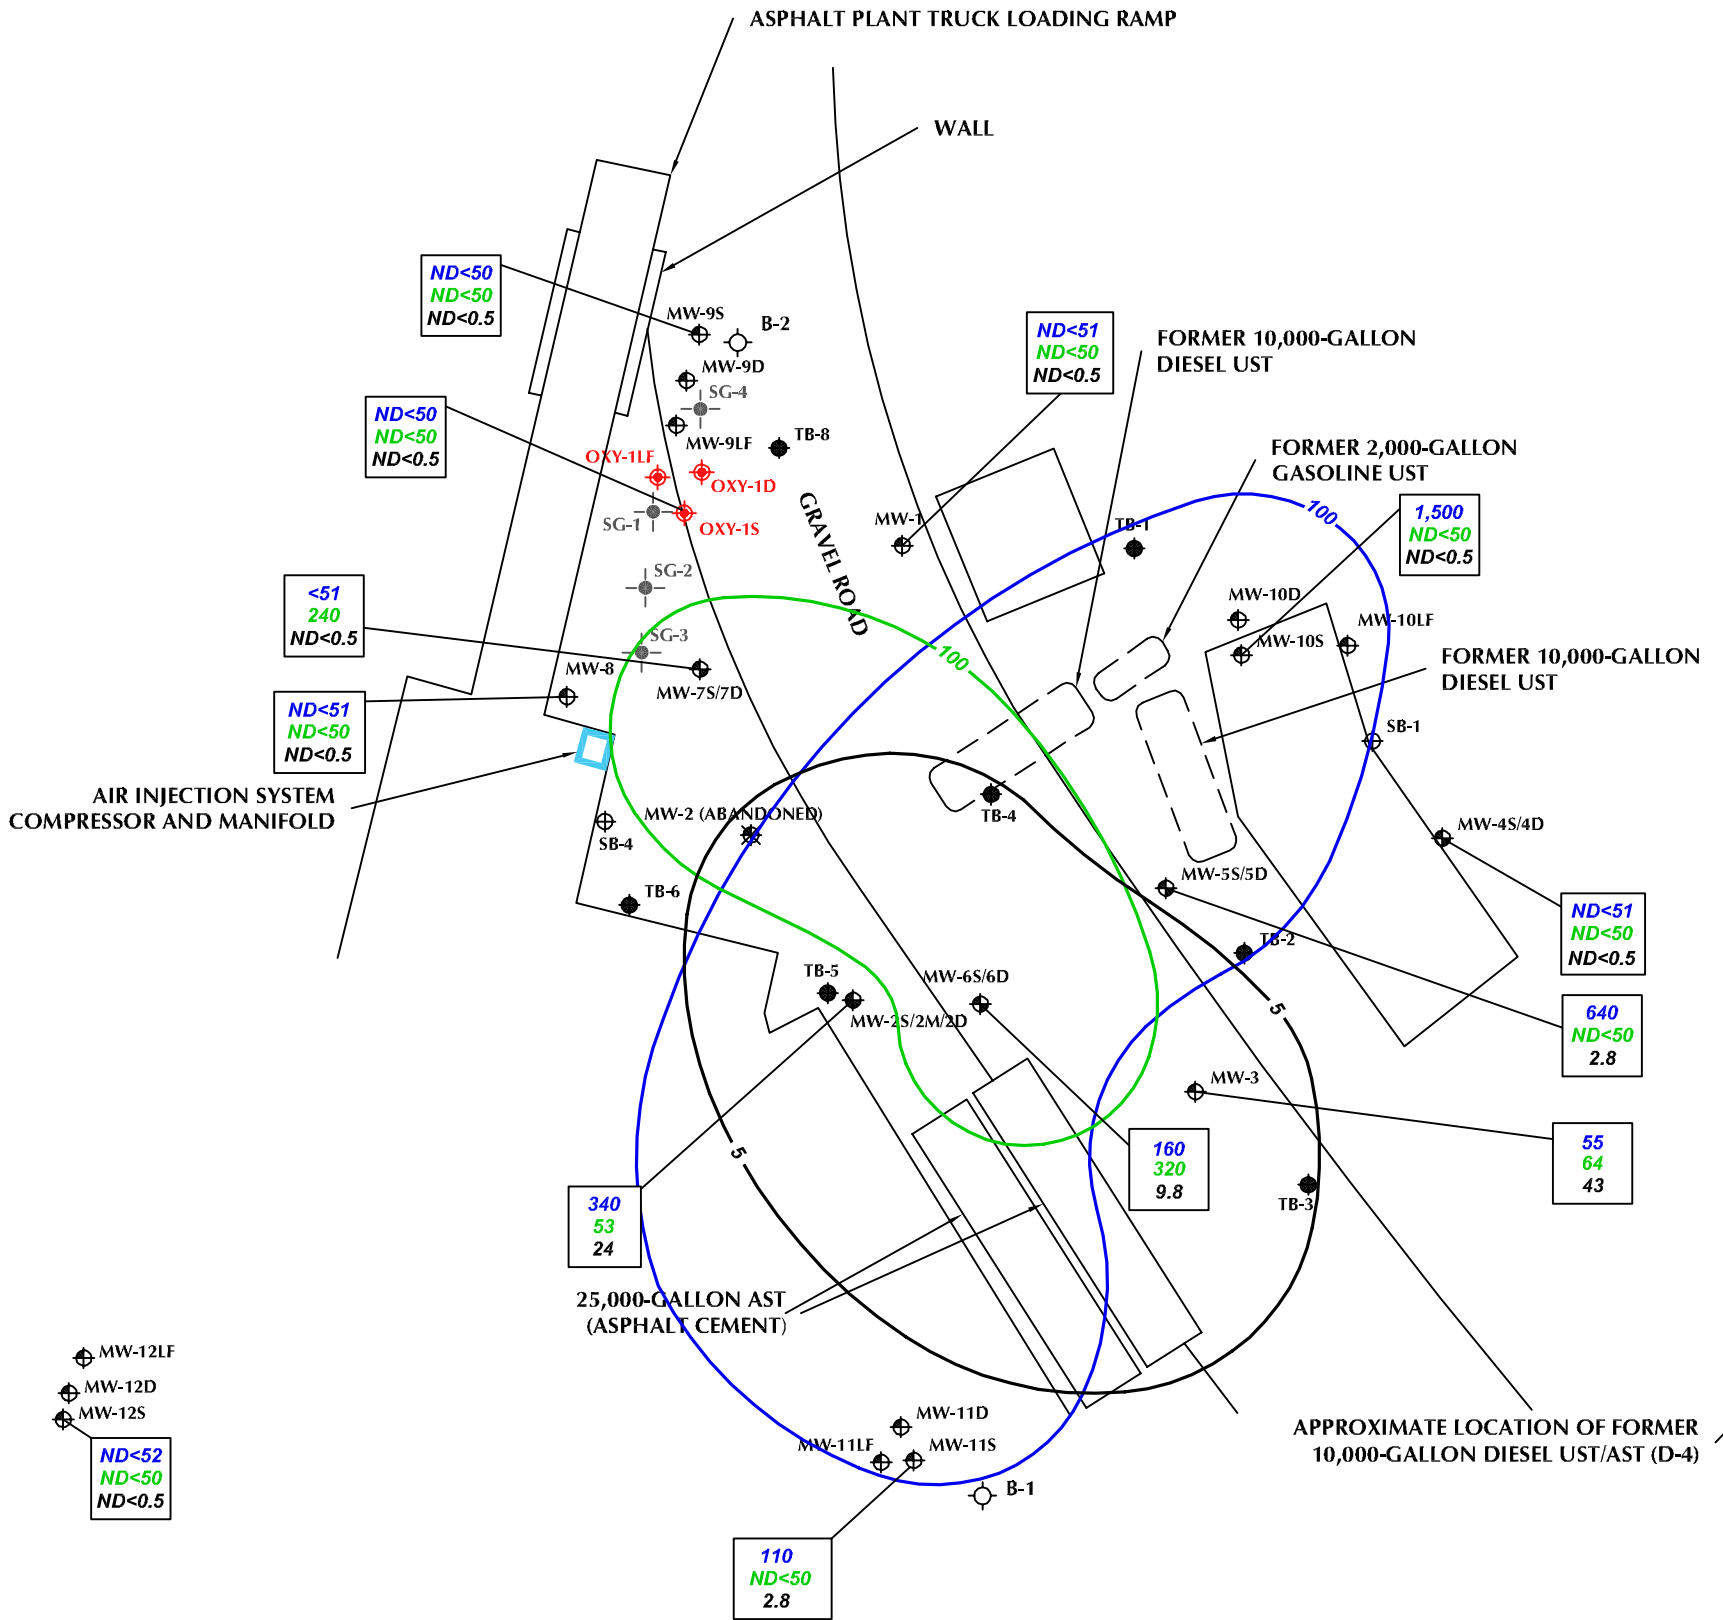 ASPHALT PLANT TRUCK LOADING RAMP
WALL
ND<50
ND<50
ND<0.5
MW-9S
B-2
MW-9D
SG-4
MW-9LF
TB-8
ND<51
ND<50
ND<0.5
FORMER 10,000-GALLON
DIESEL UST
ND<50
ND<50
ND<0.5
OXY-1LF
OXY-1D
SG-1
OXY-1S
GRAVEL ROAD
MW-1
TB-1
100
FORMER 2,000-GALLON
GASOLINE UST
1,500
ND<50
ND<0.5
SG-2
<51
240
ND<0.5
SG-3
MW-8
MW-7S/7D
100
MW-10D
MW-10S
MW-10LF
FORMER 10,000-GALLON
DIESEL UST
SB-1
ND<51
ND<50
ND<0.5
AIR INJECTION SYSTEM
COMPRESSOR AND MANIFOLD
MW-2 (ABANDONED)
SB-4
TB-4
MW-4S/4D
TB-6
MW-5S/5D
ND<51
ND<50
ND<0.5
TB-2
TB-5
MW-6S/6D
MW-2S/2M/2D
5
640
ND<50
2.8
MW-3
5
160
320
9.8
55
64
43
TB-3
340
53
24
25,000-GALLON AST
(ASPHALT CEMENT)
MW-12LF
MW-12D
MW-12S
ND<52
ND<50
ND<0.5
MW-11D
MW-11LF
MW-11S
B-1
APPROXIMATE LOCATION OF FORMER
10,000-GALLON DIESEL UST/AST (D-4)
110
ND<50
2.8